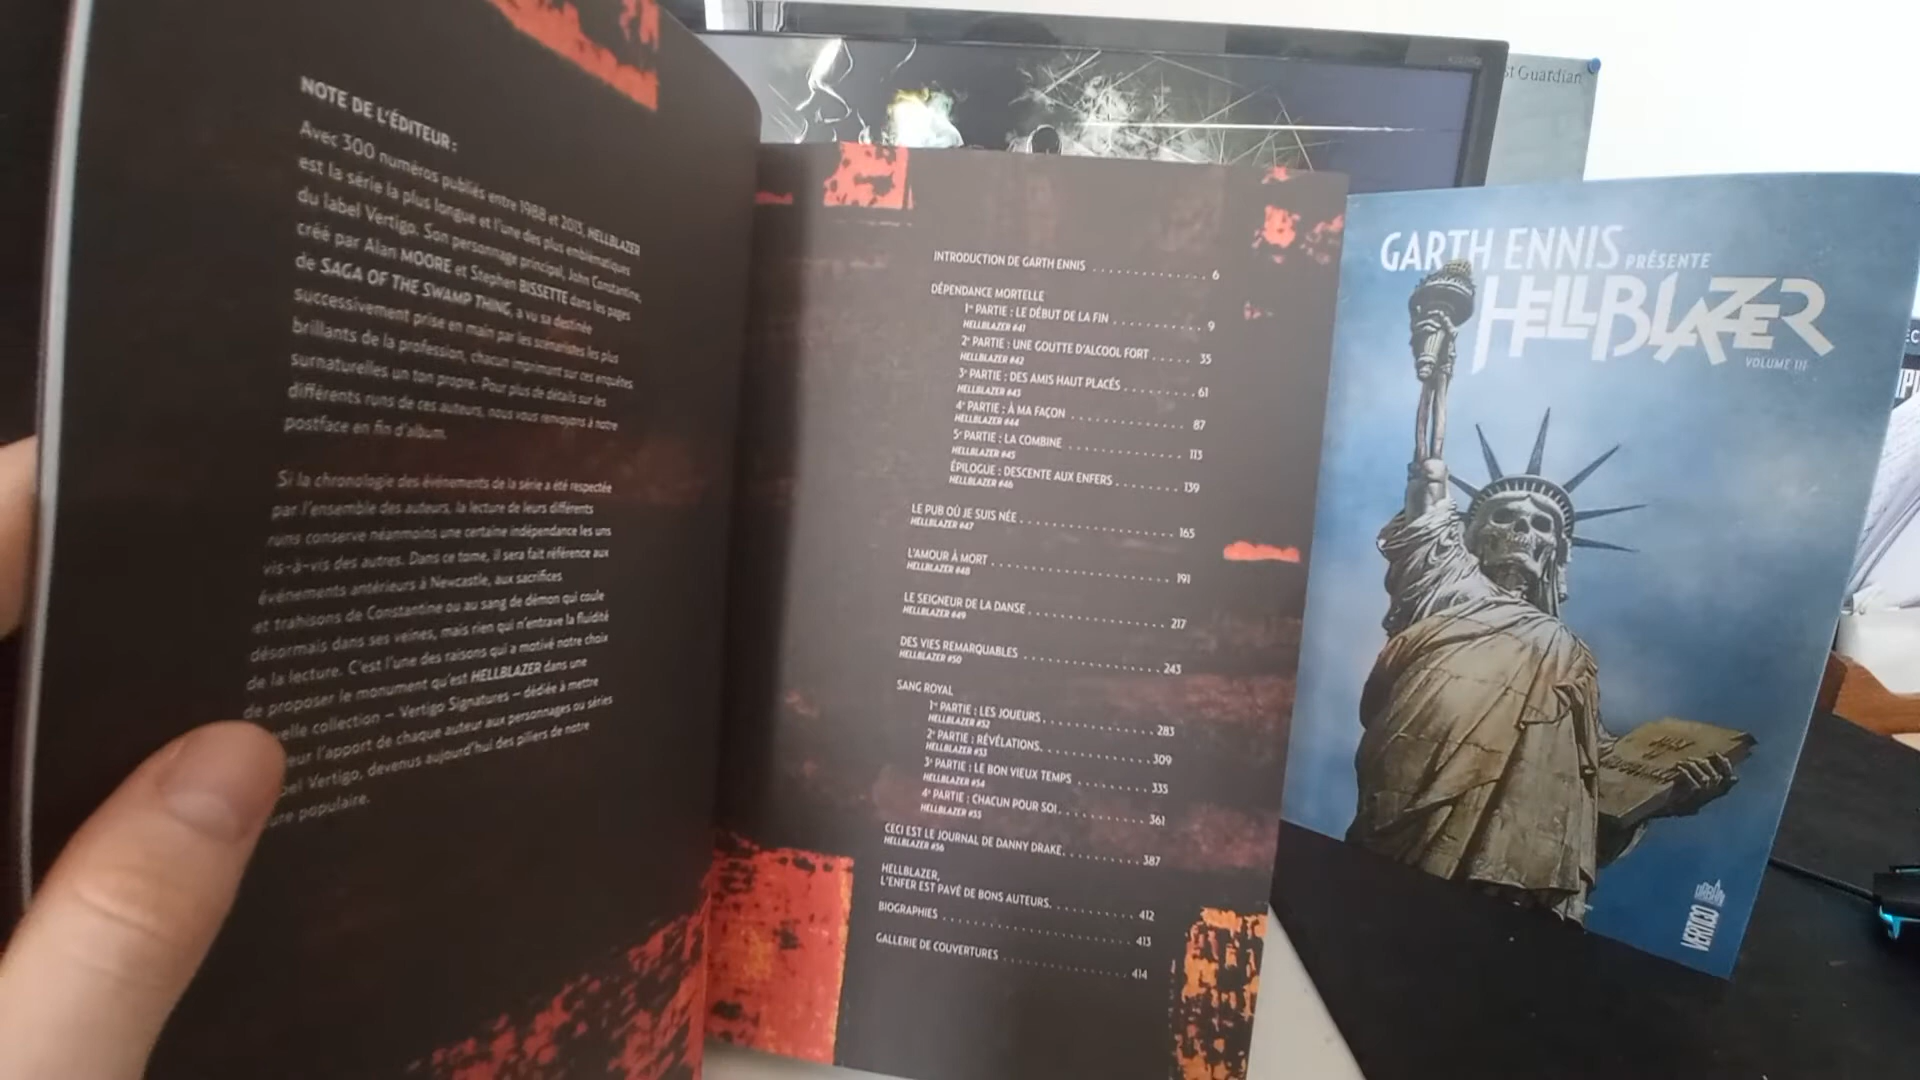 NOTE DE L'ÉDITEUR :
Avec 300 numéros publiés entre 1988 et 2013, HELLBLAZER
est la série la plus longue et l'une des plus emblématiques
du label Vertigo. Son personnage principal, John Constantine,
créé par Alan MOORE et Stephen BISSETTE dans les pages
de SAGA OF THE SWAMP THING, a vu sa destinée
successivement prise en main par les scénaristes les plus
brillants de la profession, chacun imprimant sur ces enquêtes
surnaturelles un ton propre. Pour plus de détails sur les
différents runs de ces auteurs, nous vous renvoyons à notre
postface en fin d'album.
Si la chronologie des événements de la série a été respectée
par l'ensemble des auteurs, la lecture de leurs différents
runs conserve néanmoins une certaine indépendance les uns
vis-à-vis des autres. Dans ce tome, il sera fait référence aux
événements antérieurs à Newcastle, aux sacrifices
et trahisons de Constantine ou au sang de démon qui coule
désormais dans ses veines, mais rien qui n'entrave la fluidité
de la lecture. C'est l'une des raisons qui a motivé notre choix
de proposer le monument qu'est HELLBLAZER dans une
velle collection – Vertigo Signatures – dédiée à mettre
eur l'apport de chaque auteur aux personnages ou séries
bel Vertigo, devenus aujourd'hui des piliers de notre
populaire.
INTRODUCTION DE GARTH ENNIS . . . . . . . . . . . . . 6
DÉPENDANCE MORTELLE
1re PARTIE : LE DÉBUT DE LA FIN . . . . . . . . . . . 9
HELLBLAZER #41
2e PARTIE : UNE GOUTTE D'ALCOOL FORT . . . . . 35
HELLBLAZER #42
3e PARTIE : DES AMIS HAUT PLACÉS . . . . . . . . . 61
HELLBLAZER #43
4e PARTIE : À MA FAÇON . . . . . . . . . . . . . . . 87
HELLBLAZER #44
5e PARTIE : LA COMBINE . . . . . . . . . . . . . . . 113
HELLBLAZER #45
ÉPILOGUE : DESCENTE AUX ENFERS . . . . . . . . 139
HELLBLAZER #46
LE PUB OÙ JE SUIS NÉE . . . . . . . . . . . . . . . . . . 165
HELLBLAZER #47
L'AMOUR À MORT . . . . . . . . . . . . . . . . . . . . . 191
HELLBLAZER #48
LE SEIGNEUR DE LA DANSE . . . . . . . . . . . . . . . . 217
HELLBLAZER #49
DES VIES REMARQUABLES . . . . . . . . . . . . . . . . . 243
HELLBLAZER #50
SANG ROYAL
1re PARTIE : LES JOUEURS . . . . . . . . . . . . . . 283
HELLBLAZER #52
2e PARTIE : RÉVÉLATIONS . . . . . . . . . . . . . . 309
HELLBLAZER #53
3e PARTIE : LE BON VIEUX TEMPS . . . . . . . . . 335
HELLBLAZER #54
4e PARTIE : CHACUN POUR SOI . . . . . . . . . . . 361
HELLBLAZER #55
CECI EST LE JOURNAL DE DANNY DRAKE . . . . . . . . . 387
HELLBLAZER #56
HELLBLAZER,
L'ENFER EST PAVÉ DE BONS AUTEURS . . . . . . . . . . 412
BIOGRAPHIES . . . . . . . . . . . . . . . . . . . . . . . 413
GALLERIE DE COUVERTURES . . . . . . . . . . . . . . . 414
GARTH ENNIS PRÉSENTE
HELLBLAZER
VOLUME III
VERTIGO
st Guardian